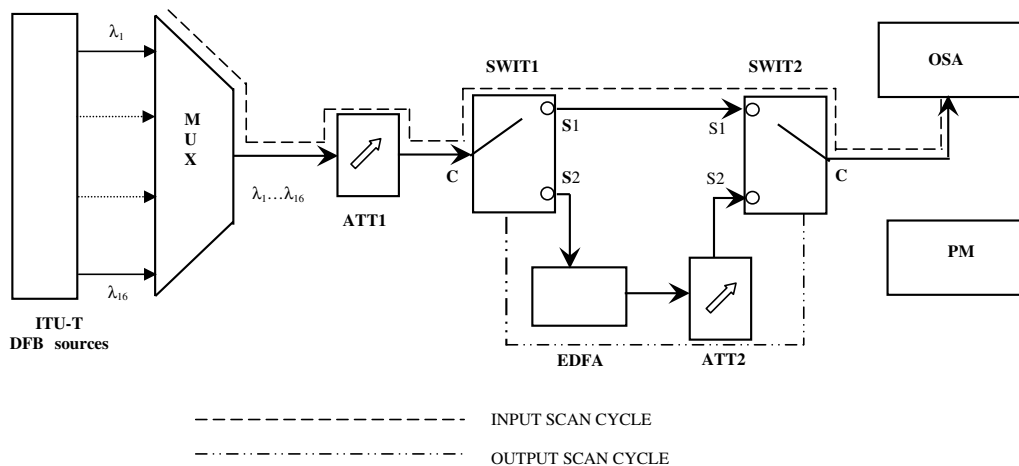 λ1
SWIT1
SWIT2
OSA
M
U
X
S1
S1
C
S2
S2
C
λ1…λ16
ATT1
PM
λ16
ITU-T
DFB sources
EDFA
ATT2
INPUT SCAN CYCLE
OUTPUT SCAN CYCLE